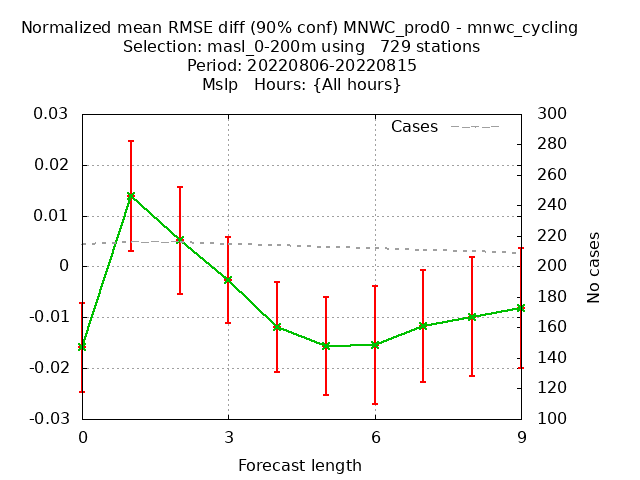 Normalized mean RMSE diff (90% conf) MNWC_prod0 - mnwc_cycling
Selection: masl_0-200m using   729 stations
Period: 20220806-20220815
Mslp   Hours: {All hours}
Cases
0.03
0.02
0.01
0
-0.01
-0.02
-0.03
300
280
260
240
220
200
180
160
140
120
100
No cases
0 3 6 9
Forecast length